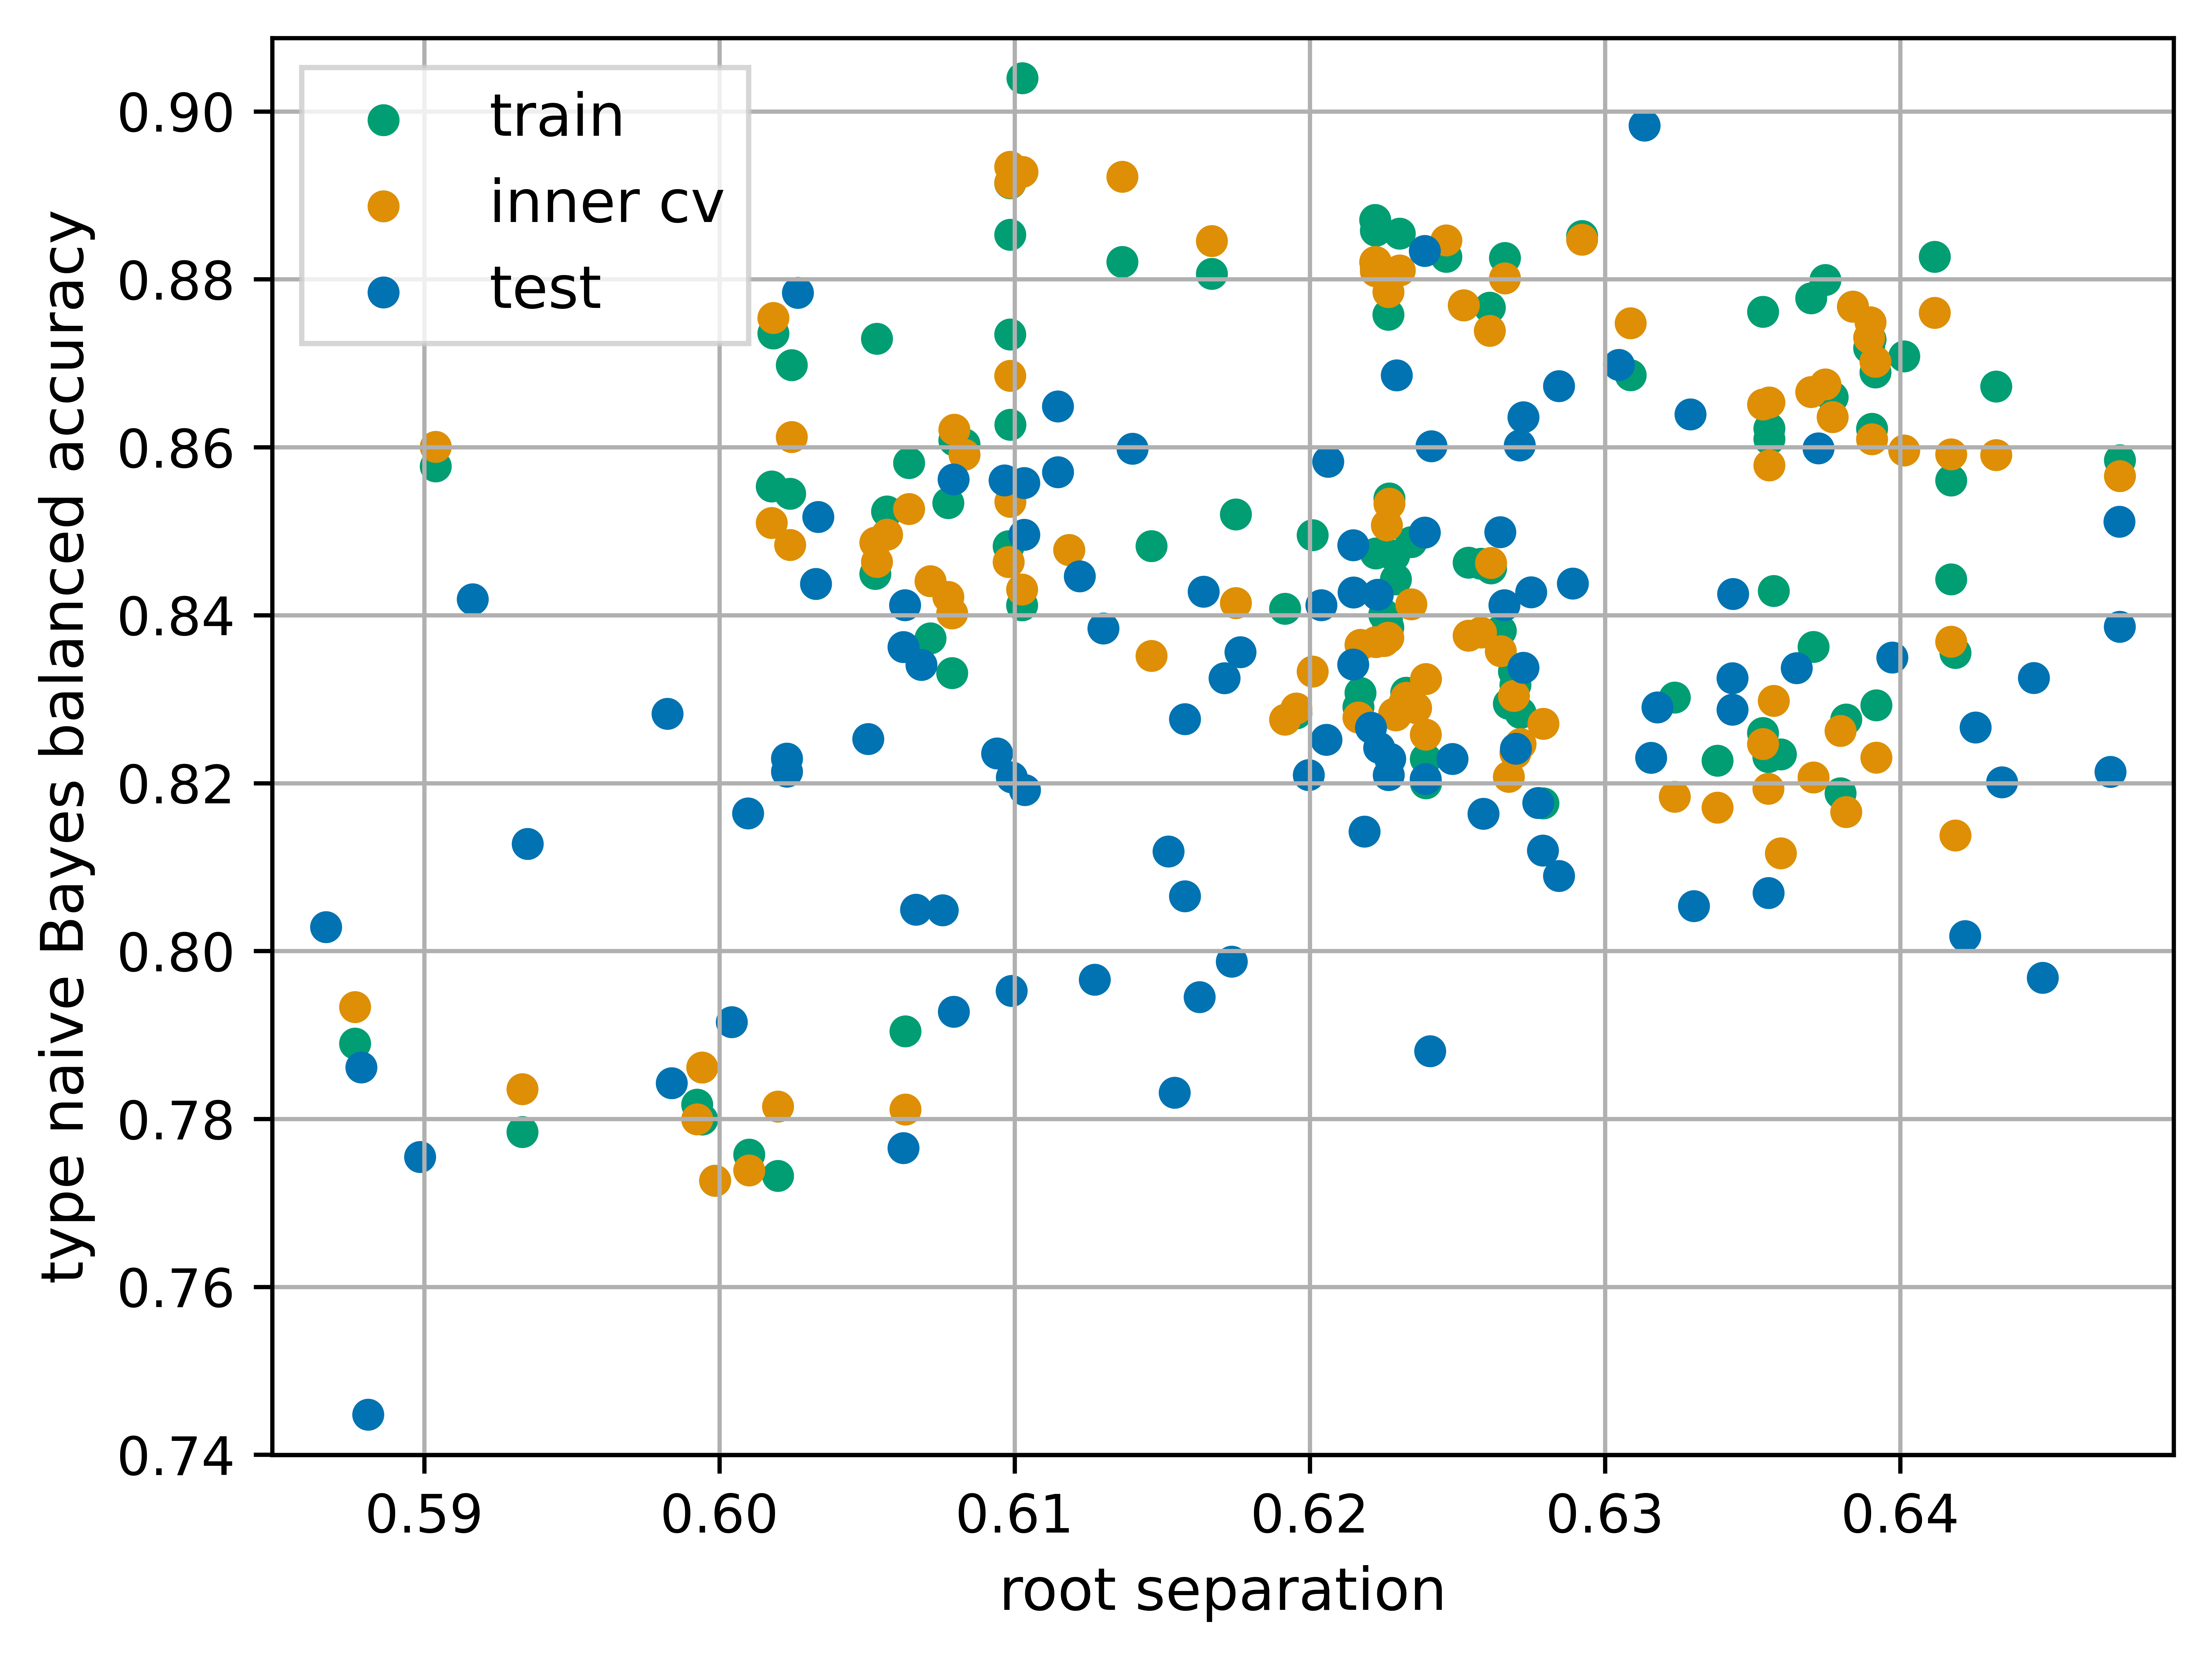 train
inner cv
test
0.90
0.88
0.86
0.84
0.82
0.80
0.78
0.76
0.74
type naive Bayes balanced accuracy
0.59 0.60 0.61 0.62 0.63 0.64
root separation